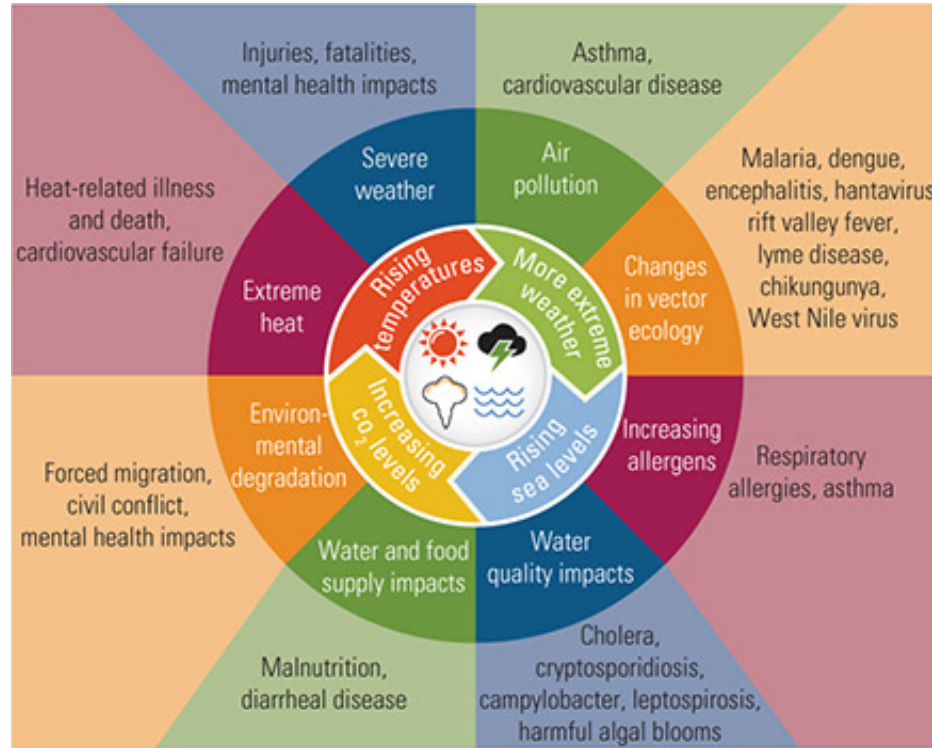 Injuries, fatalities,
mental health impacts
Asthma,
cardiovascular disease
Severe
weather
Air
pollution
Malaria, dengue,
encephalitis, hantavirus,
rift valley fever,
lyme disease,
chikungunya,
West Nile virus
Heat-related illness
and death,
cardiovascular failure
Extreme
heat
Changes
in vector
ecology
Rising
temperatures
More extreme
weather
Increasing
co₂ levels
Rising
sea levels
Environ-
mental
degradation
Increasing
allergens
Forced migration,
civil conflict,
mental health impacts
Respiratory
allergies, asthma
Water and food
supply impacts
Water
quality impacts
Malnutrition,
diarrheal disease
Cholera,
cryptosporidiosis,
campylobacter, leptospirosis,
harmful algal blooms